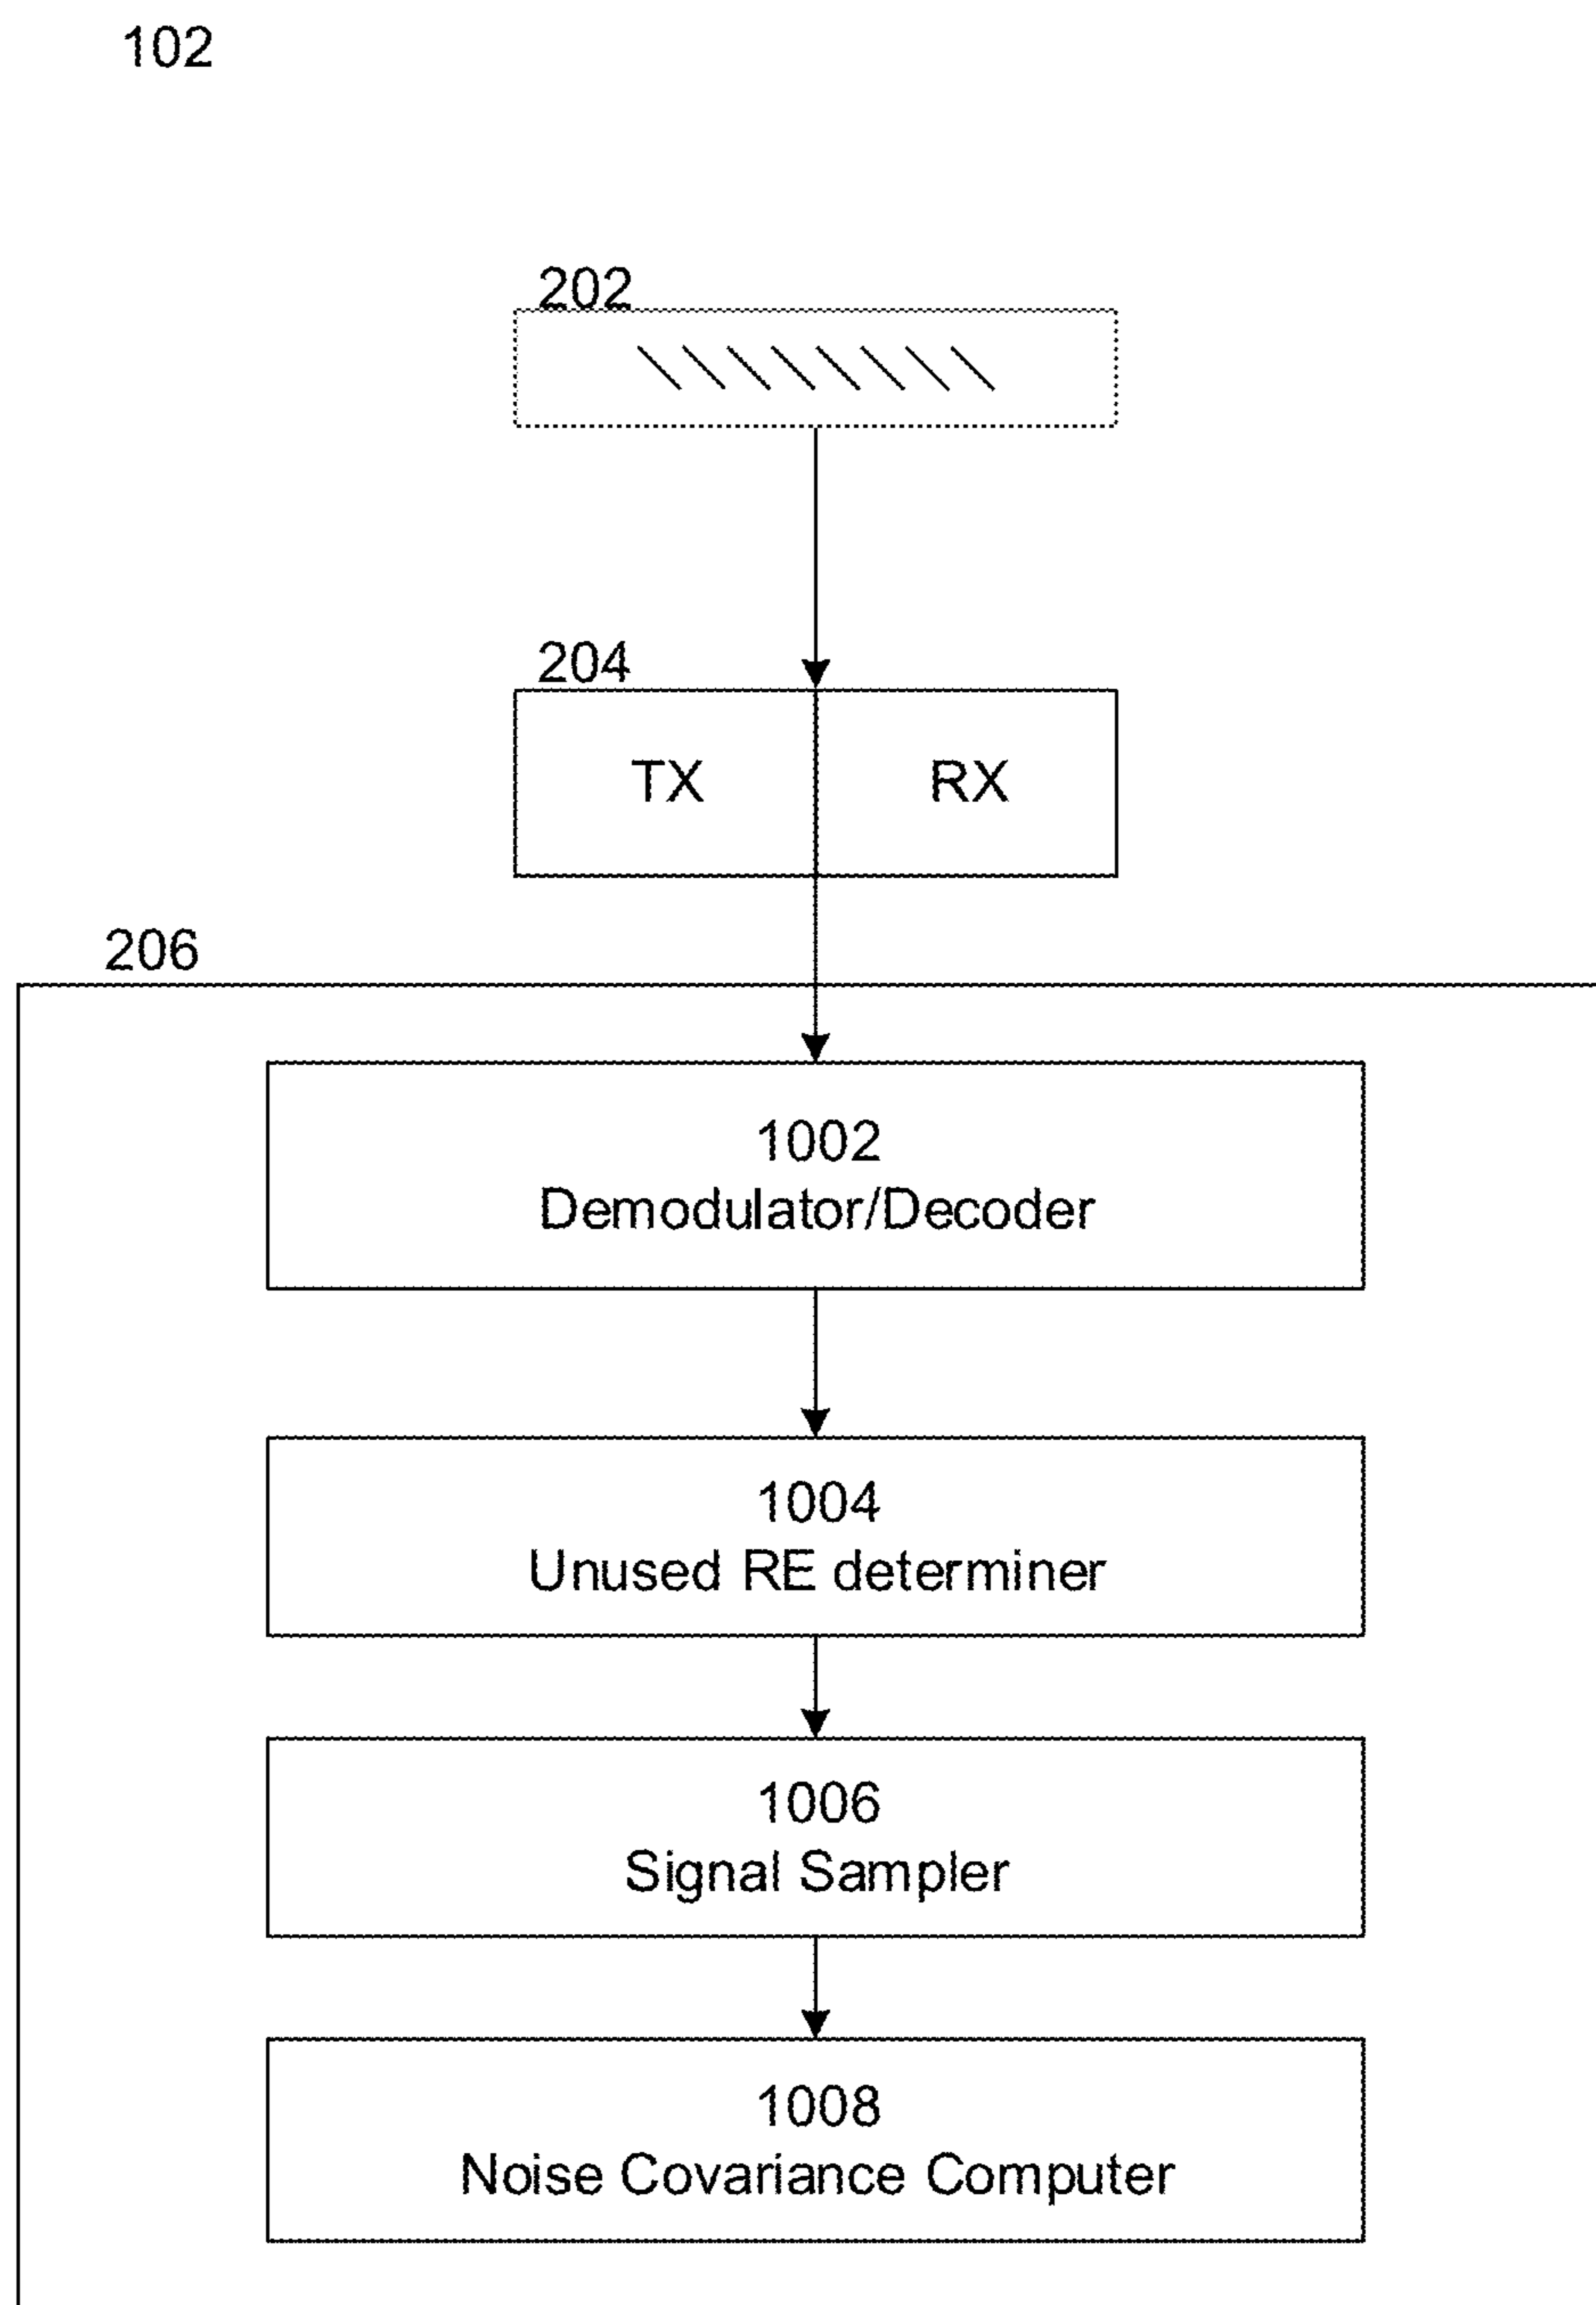 102
202
204
TX RX
206
1002
Demodulator/Decoder
1004
Unused RE determiner
1006
Signal Sampler
1008
Noise Covariance Computer